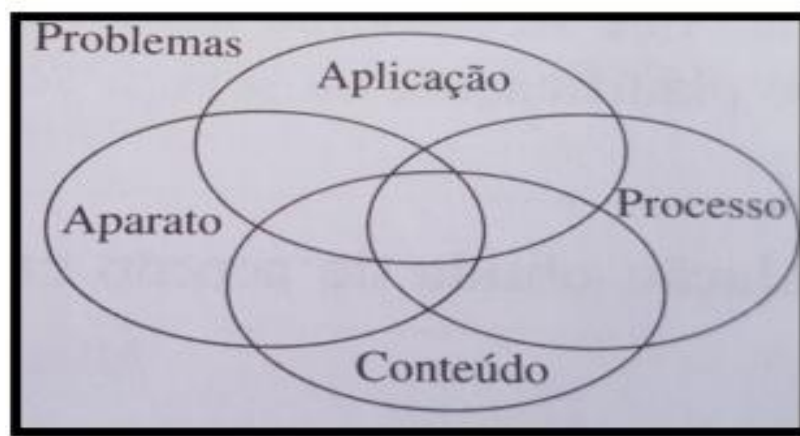 Problemas
Aplicação
Aparato
Processo
Conteúdo